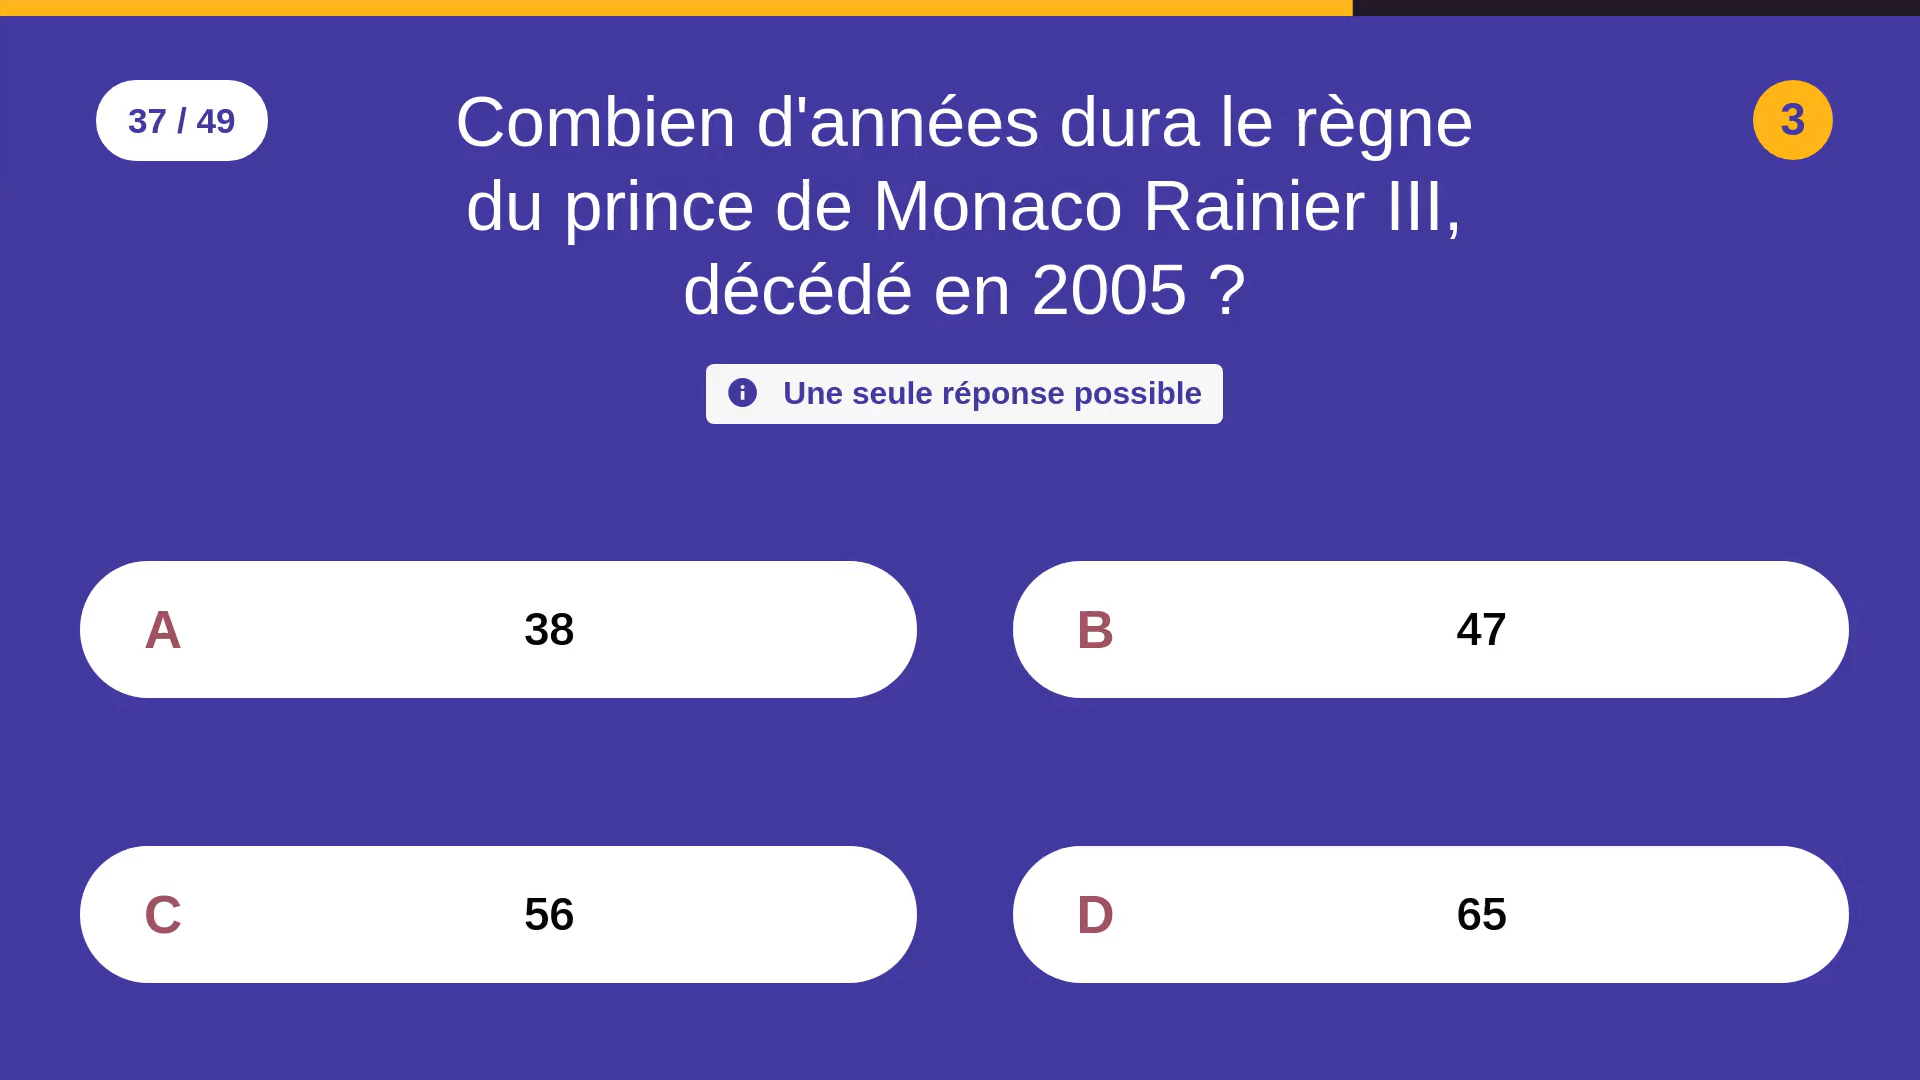 37 / 49
Combien d'années dura le règne
du prince de Monaco Rainier III,
décédé en 2005 ?
3
Une seule réponse possible
A 38
B 47
C 56
D 65